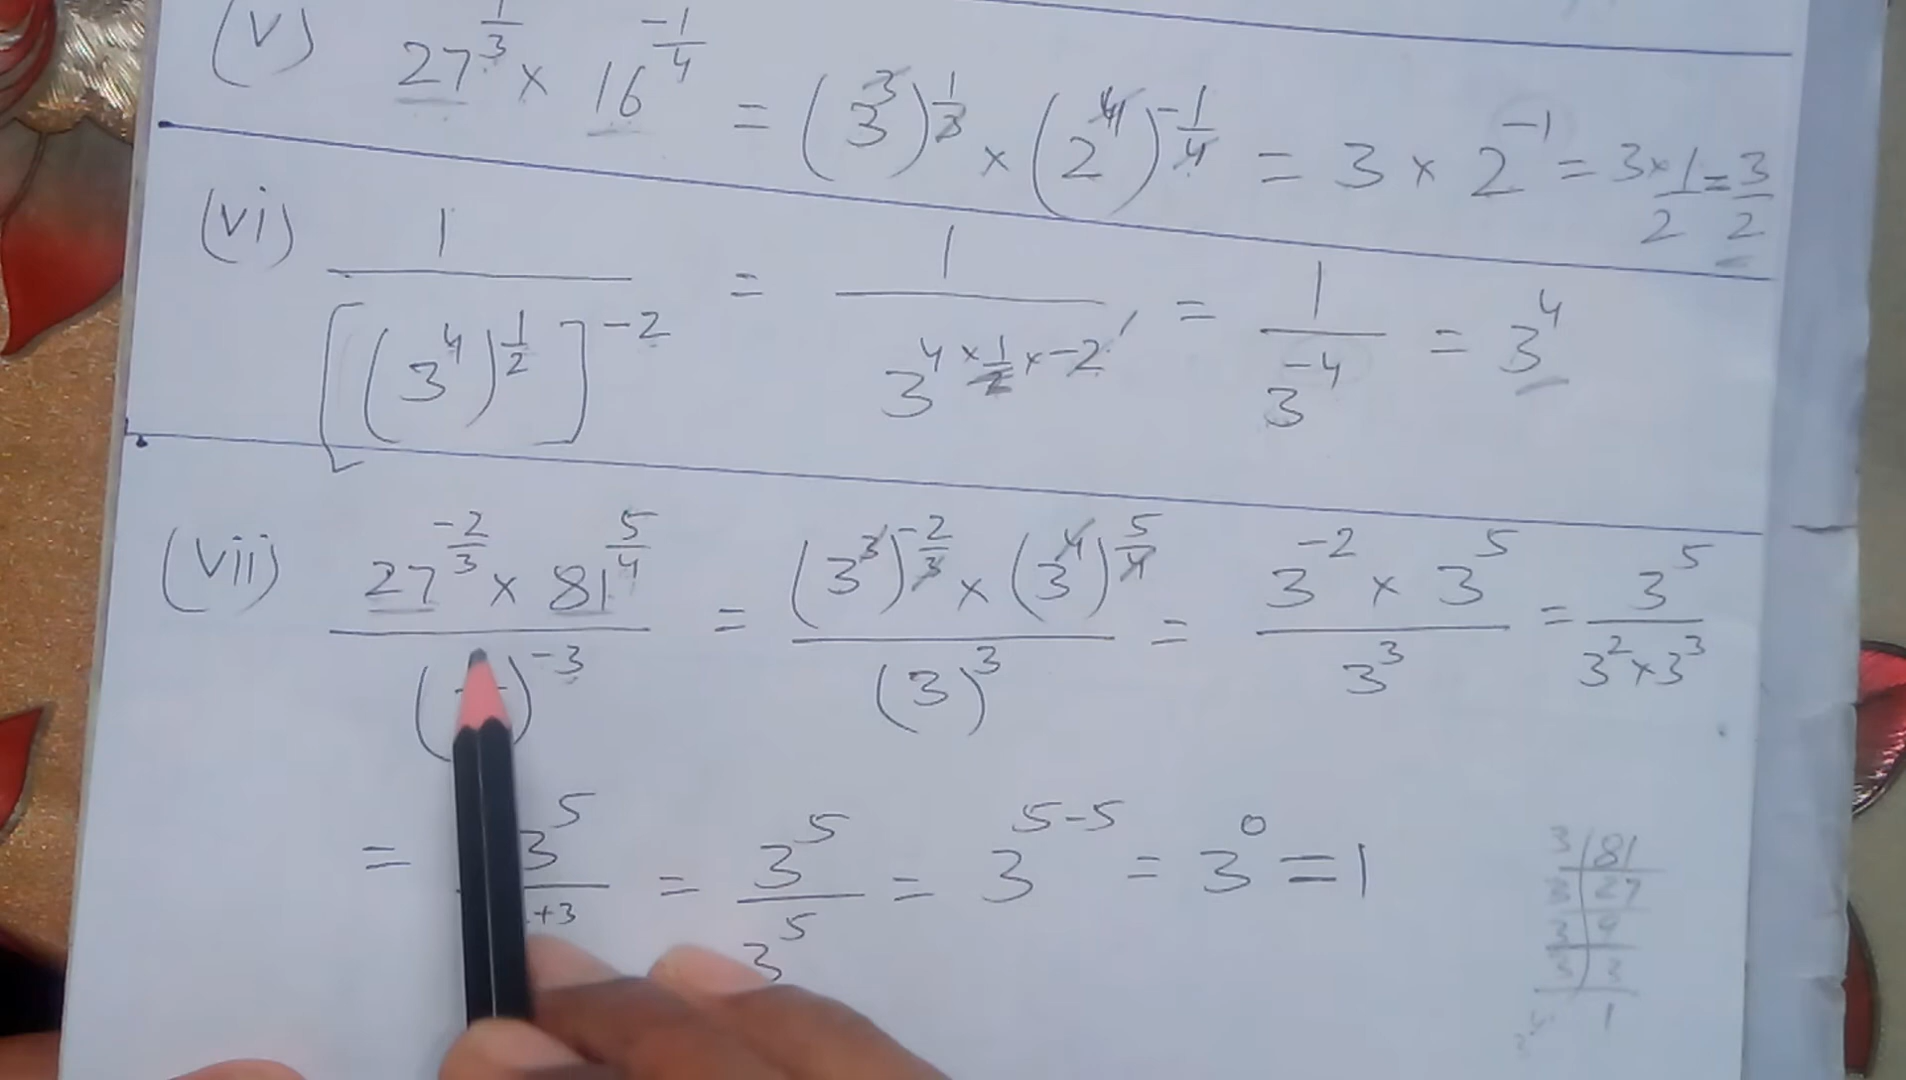 (v) 27^(1/3) × 16^(-1/4) = (3^3)^(1/3) × (2^4)^(-1/4) = 3 × 2^(-1) = 3 × 1/2 = 3/2
(vi) 1/[(3^4)^(1/2)]^(-2) = 1/3^(4 × 1/2 × -2) = 1/3^(-4) = 3^4
(vii) (27^(-2/3) × 81^(5/4))/( )^(-3) = ((3^3)^(-2/3) × (3^4)^(5/4))/(3)^3 = (3^(-2) × 3^5)/3^3 = 3^5/(3^2 × 3^3)
= 3^5/ +3 = 3^5/3^5 = 3^(5-5) = 3^0 = 1
3 | 81
3 | 27
3 | 9
3 | 3
1